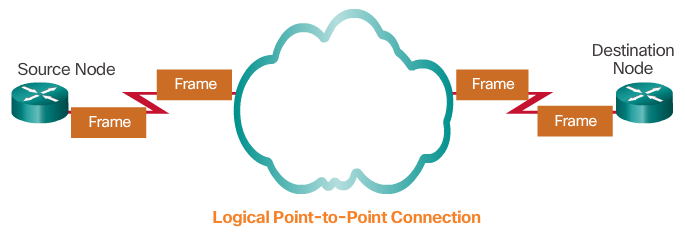 Source Node
Destination
Node
Frame
Frame
Frame
Frame
Logical Point-to-Point Connection